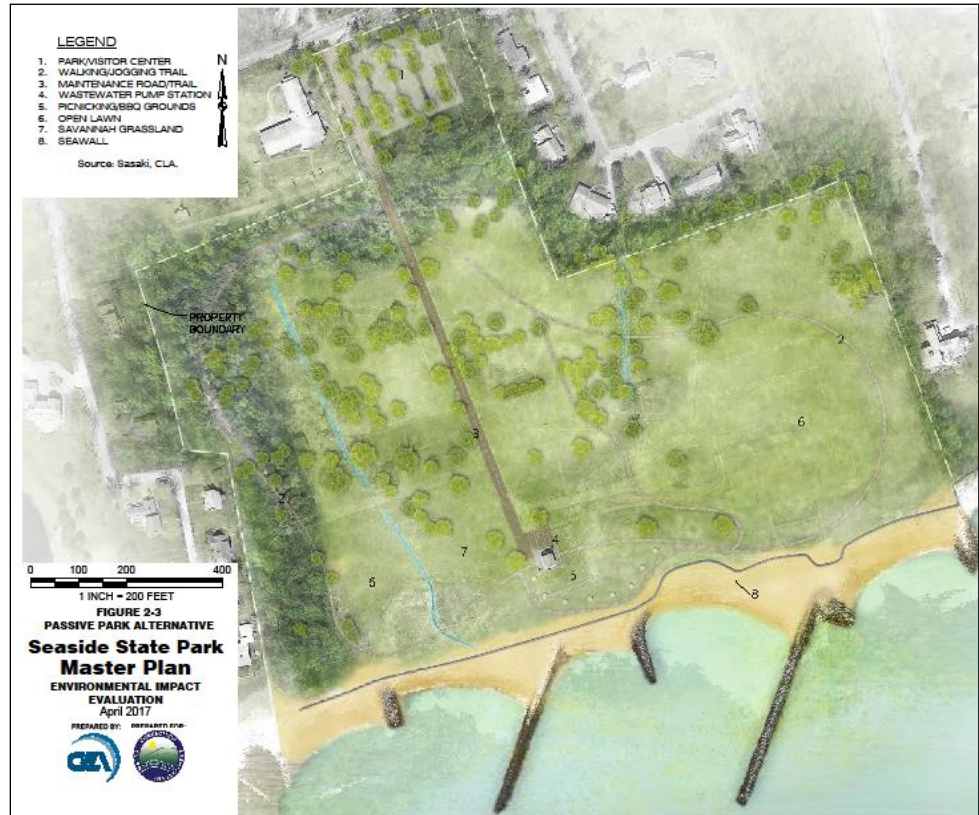 LEGEND
1. PARK/VISITOR CENTER
2. WALKING/JOGGING TRAIL
3. MAINTENANCE ROAD/TRAIL
4. WASTEWATER PUMP STATION
5. PICNICKING/BBQ GROUNDS
6. OPEN LAWN
7. SAVANNAH GRASSLAND
8. SEAWALL
N
Source: Sasaki, CLA.
1
PROPERTY
BOUNDARY
2
3
6
2
4
7
5
6
8
0 100 200 400
1 INCH = 200 FEET
FIGURE 2-3
PASSIVE PARK ALTERNATIVE
Seaside State Park
Master Plan
ENVIRONMENTAL IMPACT
EVALUATION
April 2017
PREPARED BY: PREPARED FOR:
CLA